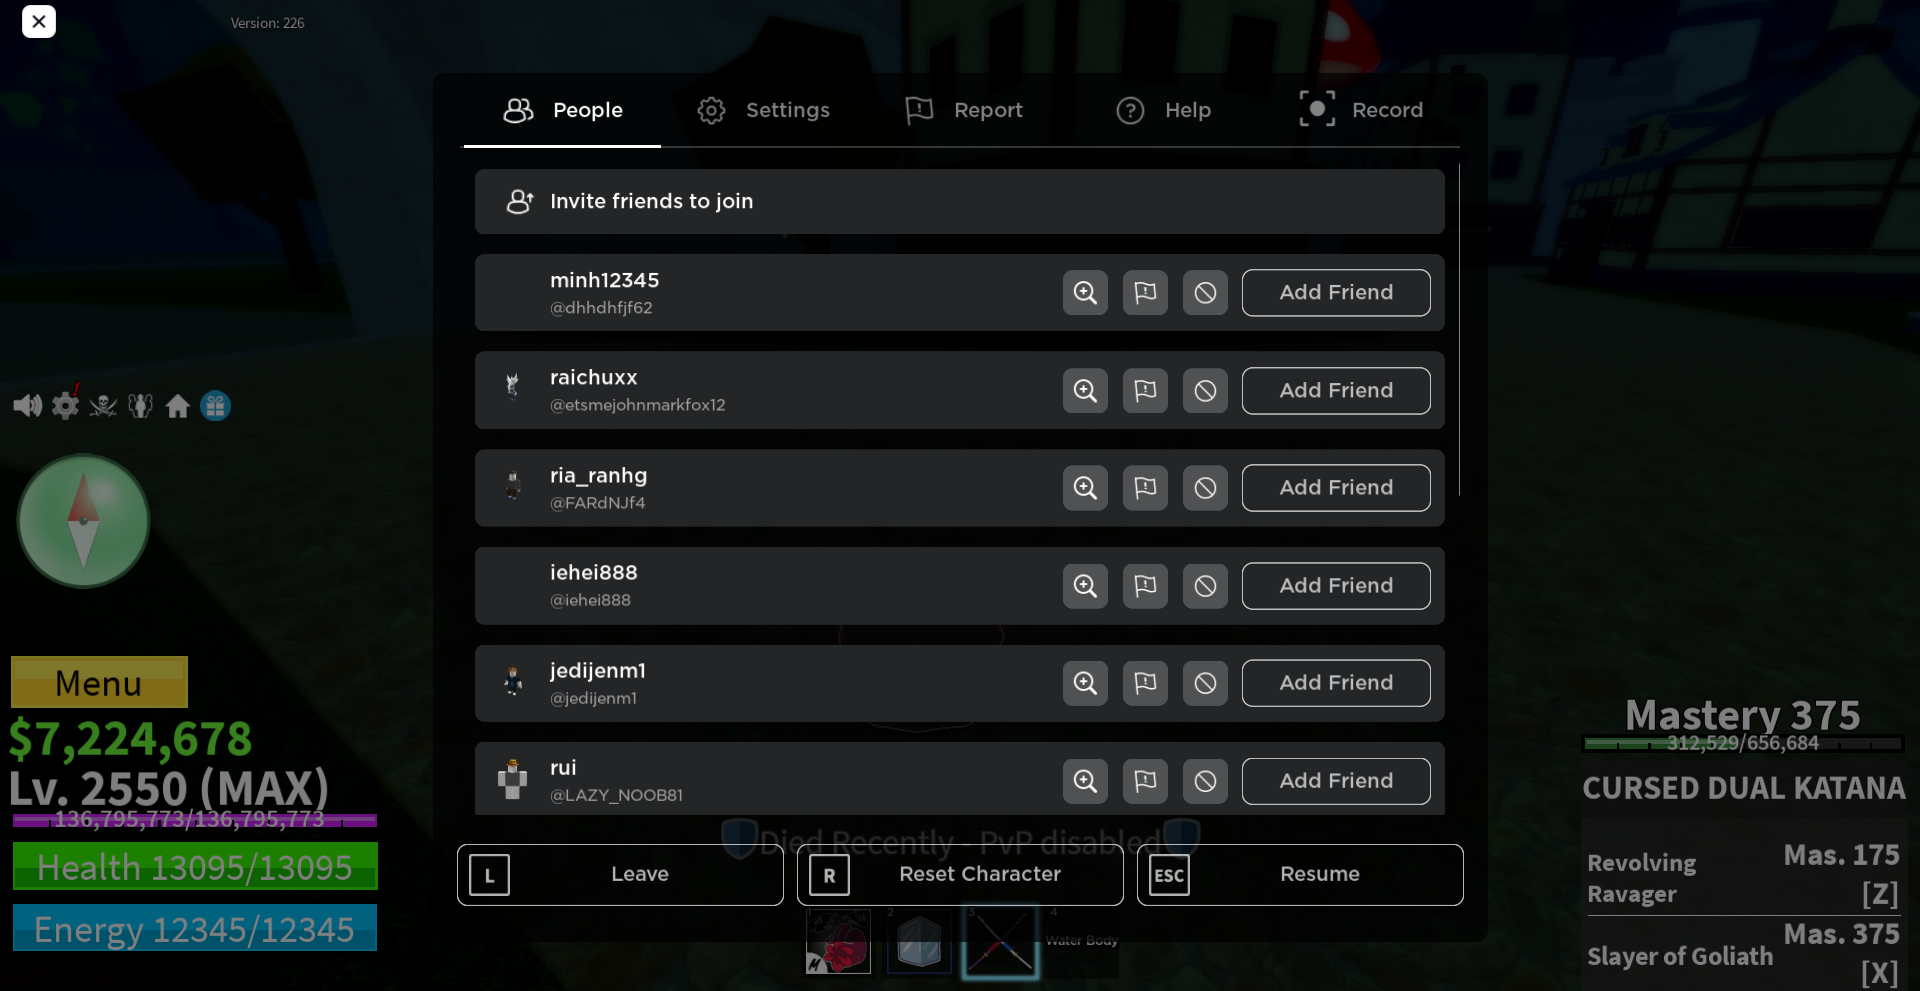 Version: 226
People
Settings
Report
Help
Record
Invite friends to join
minh12345
@dhhdhfjf62
Add Friend
raichuxx
@etsmejohnmarkfox12
Add Friend
ria_ranhg
@FARdNJf4
Add Friend
iehei888
@iehei888
Add Friend
jedijenm1
@jedijenm1
Add Friend
rui
@LAZY_NOOB81
Add Friend
Menu
$7,224,678
Lv. 2550 (MAX)
136,795,773/136,795,773
Health 13095/13095
Energy 12345/12345
Died Recently - PvP disabled
L
Leave
R
Reset Character
ESC
Resume
1
M
2
3
4
Water Body
Mastery 375
312,529/656,684
CURSED DUAL KATANA
Revolving
Ravager
Mas. 175
[Z]
Slayer of Goliath
Mas. 375
[X]